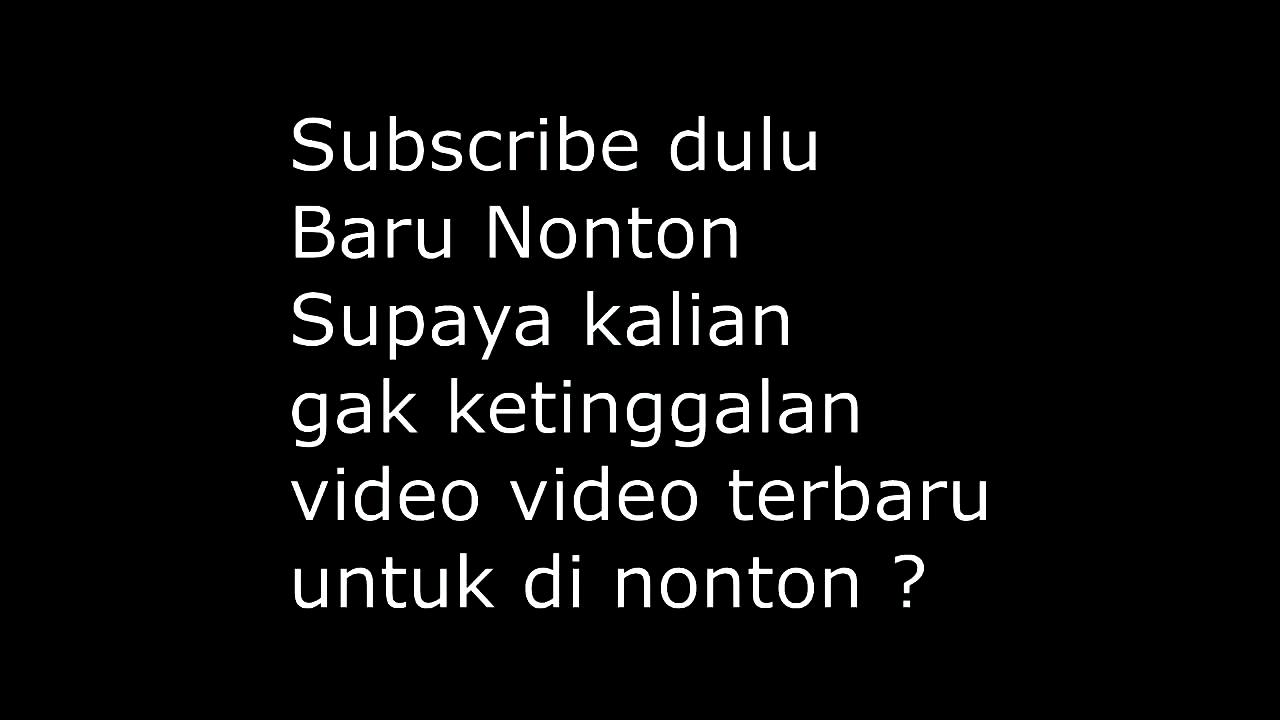 Subscribe dulu
Baru Nonton
Supaya kalian
gak ketinggalan
video video terbaru
untuk di nonton ?